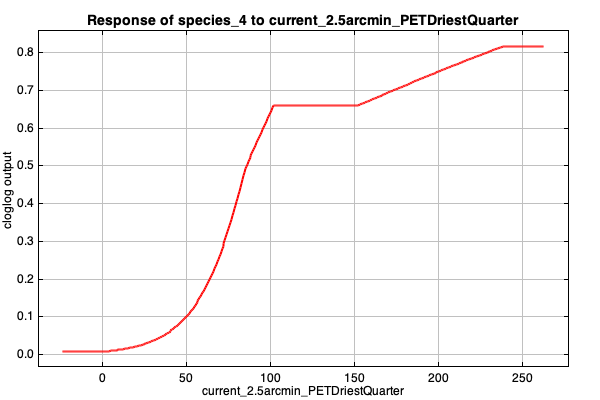 Response of species_4 to current_2.5arcmin_PETDriestQuarter
0.8
0.7
0.6
0.5
0.4
0.3
0.2
0.1
0.0
cloglog output
0 50 100 150 200 250
current_2.5arcmin_PETDriestQuarter